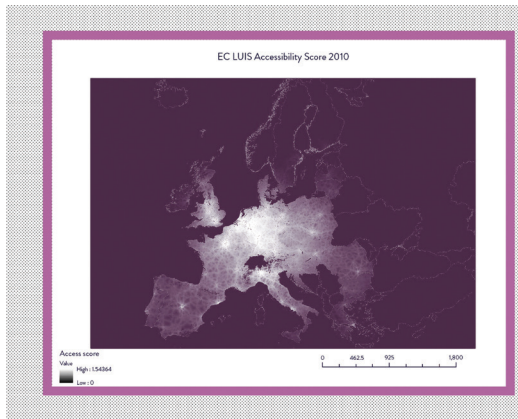 EC LUIS Accessibility Score 2010
Access score
Value
High : 1.54364
Low : 0
0 462.5 925 1,800